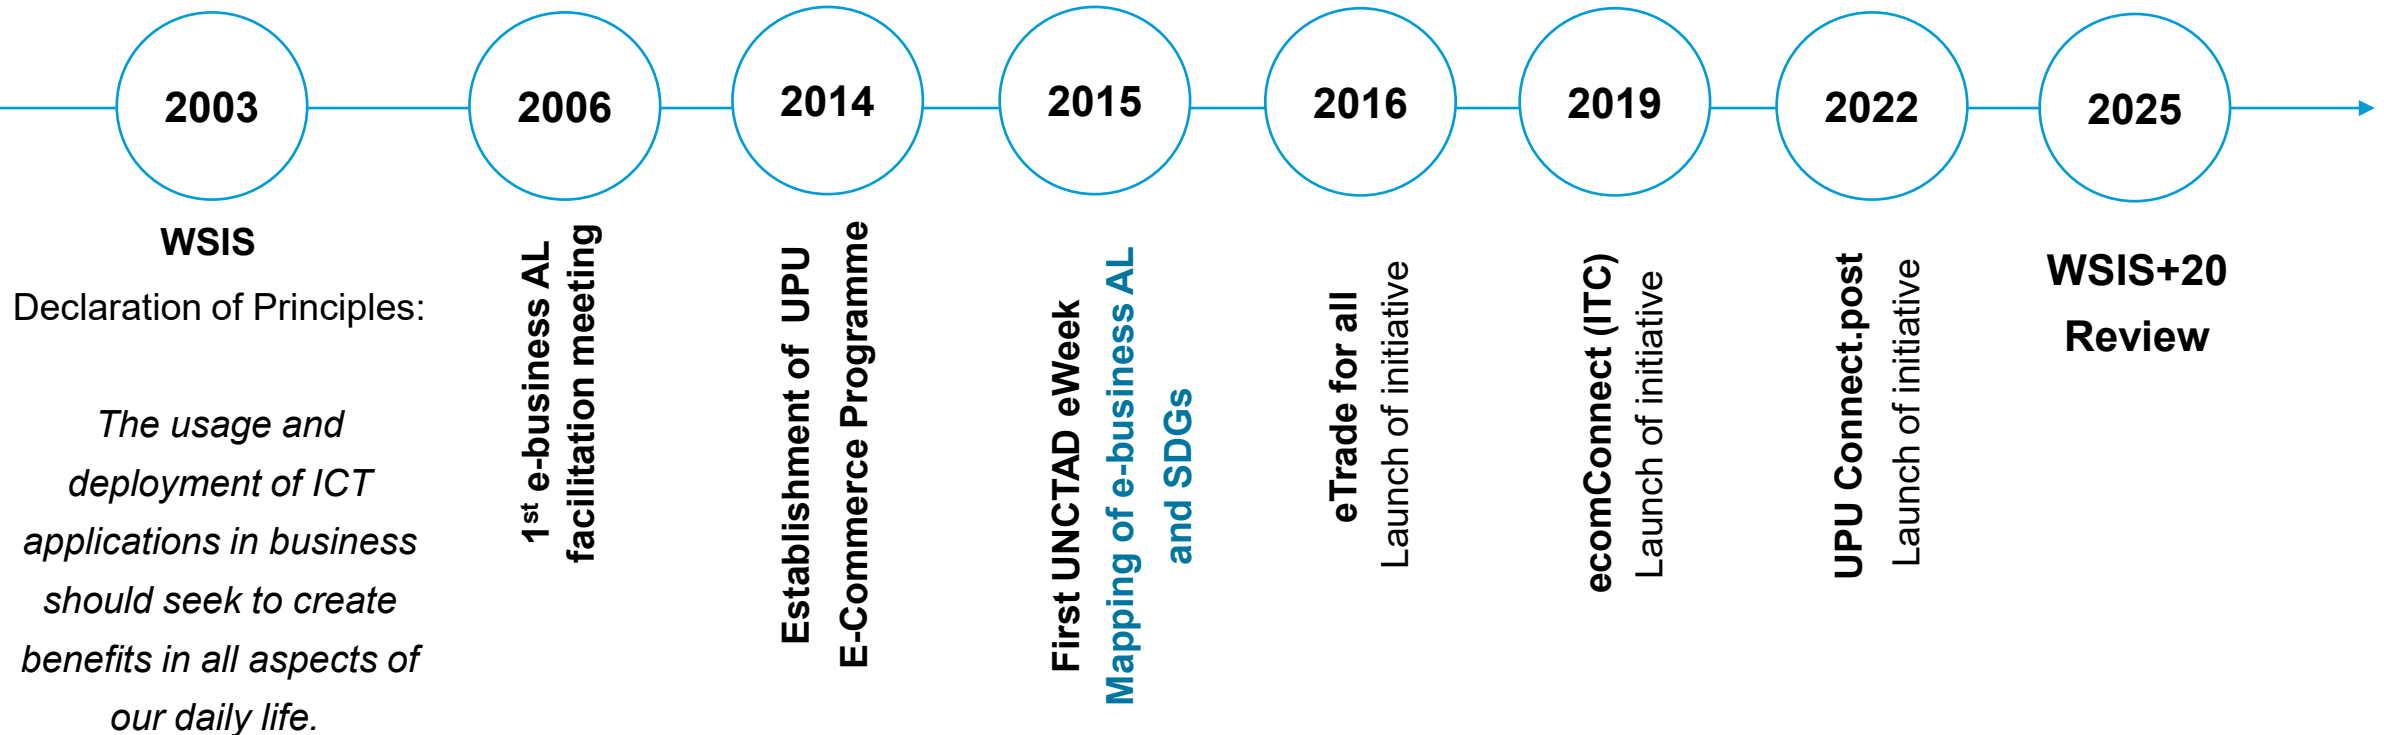 2003
WSIS
Declaration of Principles:
The usage and
deployment of ICT
applications in business
should seek to create
benefits in all aspects of
our daily life.
2006
1st e-business AL
facilitation meeting
2014
Establishment of UPU
E-Commerce Programme
2015
First UNCTAD eWeek
Mapping of e-business AL
and SDGs
2016
eTrade for all
Launch of initiative
2019
ecomConnect (ITC)
Launch of initiative
2022
UPU Connect.post
Launch of initiative
2025
WSIS+20
Review